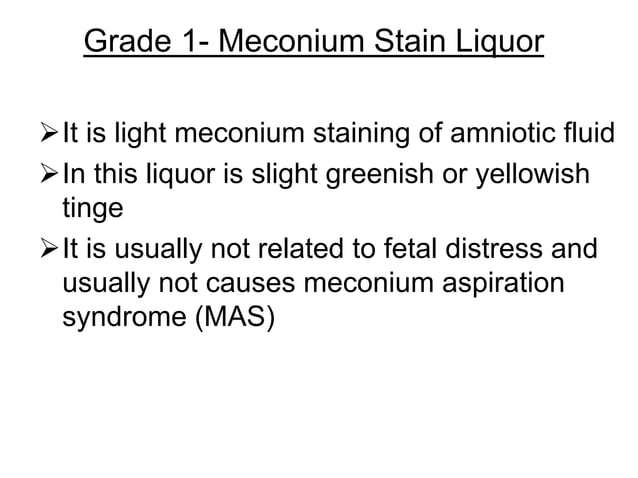 Grade 1- Meconium Stain Liquor
➢It is light meconium staining of amniotic fluid
➢In this liquor is slight greenish or yellowish
tinge
➢It is usually not related to fetal distress and
usually not causes meconium aspiration
syndrome (MAS)